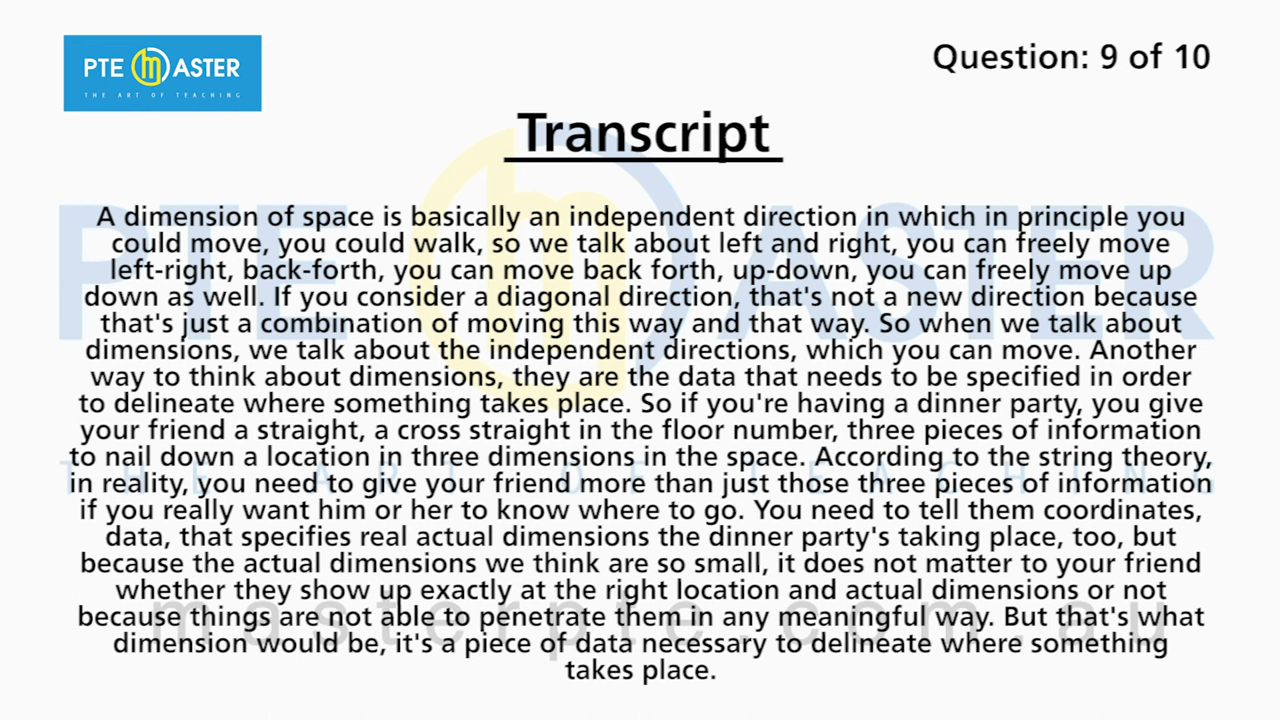 PTE MASTER
THE ART OF TEACHING
Question: 9 of 10
Transcript
A dimension of space is basically an independent direction in which in principle you
could move, you could walk, so we talk about left and right, you can freely move
left-right, back-forth, you can move back forth, up-down, you can freely move up
down as well. If you consider a diagonal direction, that's not a new direction because
that's just a combination of moving this way and that way. So when we talk about
dimensions, we talk about the independent directions, which you can move. Another
way to think about dimensions, they are the data that needs to be specified in order
to delineate where something takes place. So if you're having a dinner party, you give
your friend a straight, a cross straight in the floor number, three pieces of information
to nail down a location in three dimensions in the space. According to the string theory,
in reality, you need to give your friend more than just those three pieces of information
if you really want him or her to know where to go. You need to tell them coordinates,
data, that specifies real actual dimensions the dinner party's taking place, too, but
because the actual dimensions we think are so small, it does not matter to your friend
whether they show up exactly at the right location and actual dimensions or not
because things are not able to penetrate them in any meaningful way. But that's what
dimension would be, it's a piece of data necessary to delineate where something
takes place.
PTE MASTER
THE ART OF TEACHING
masterpte.com.au